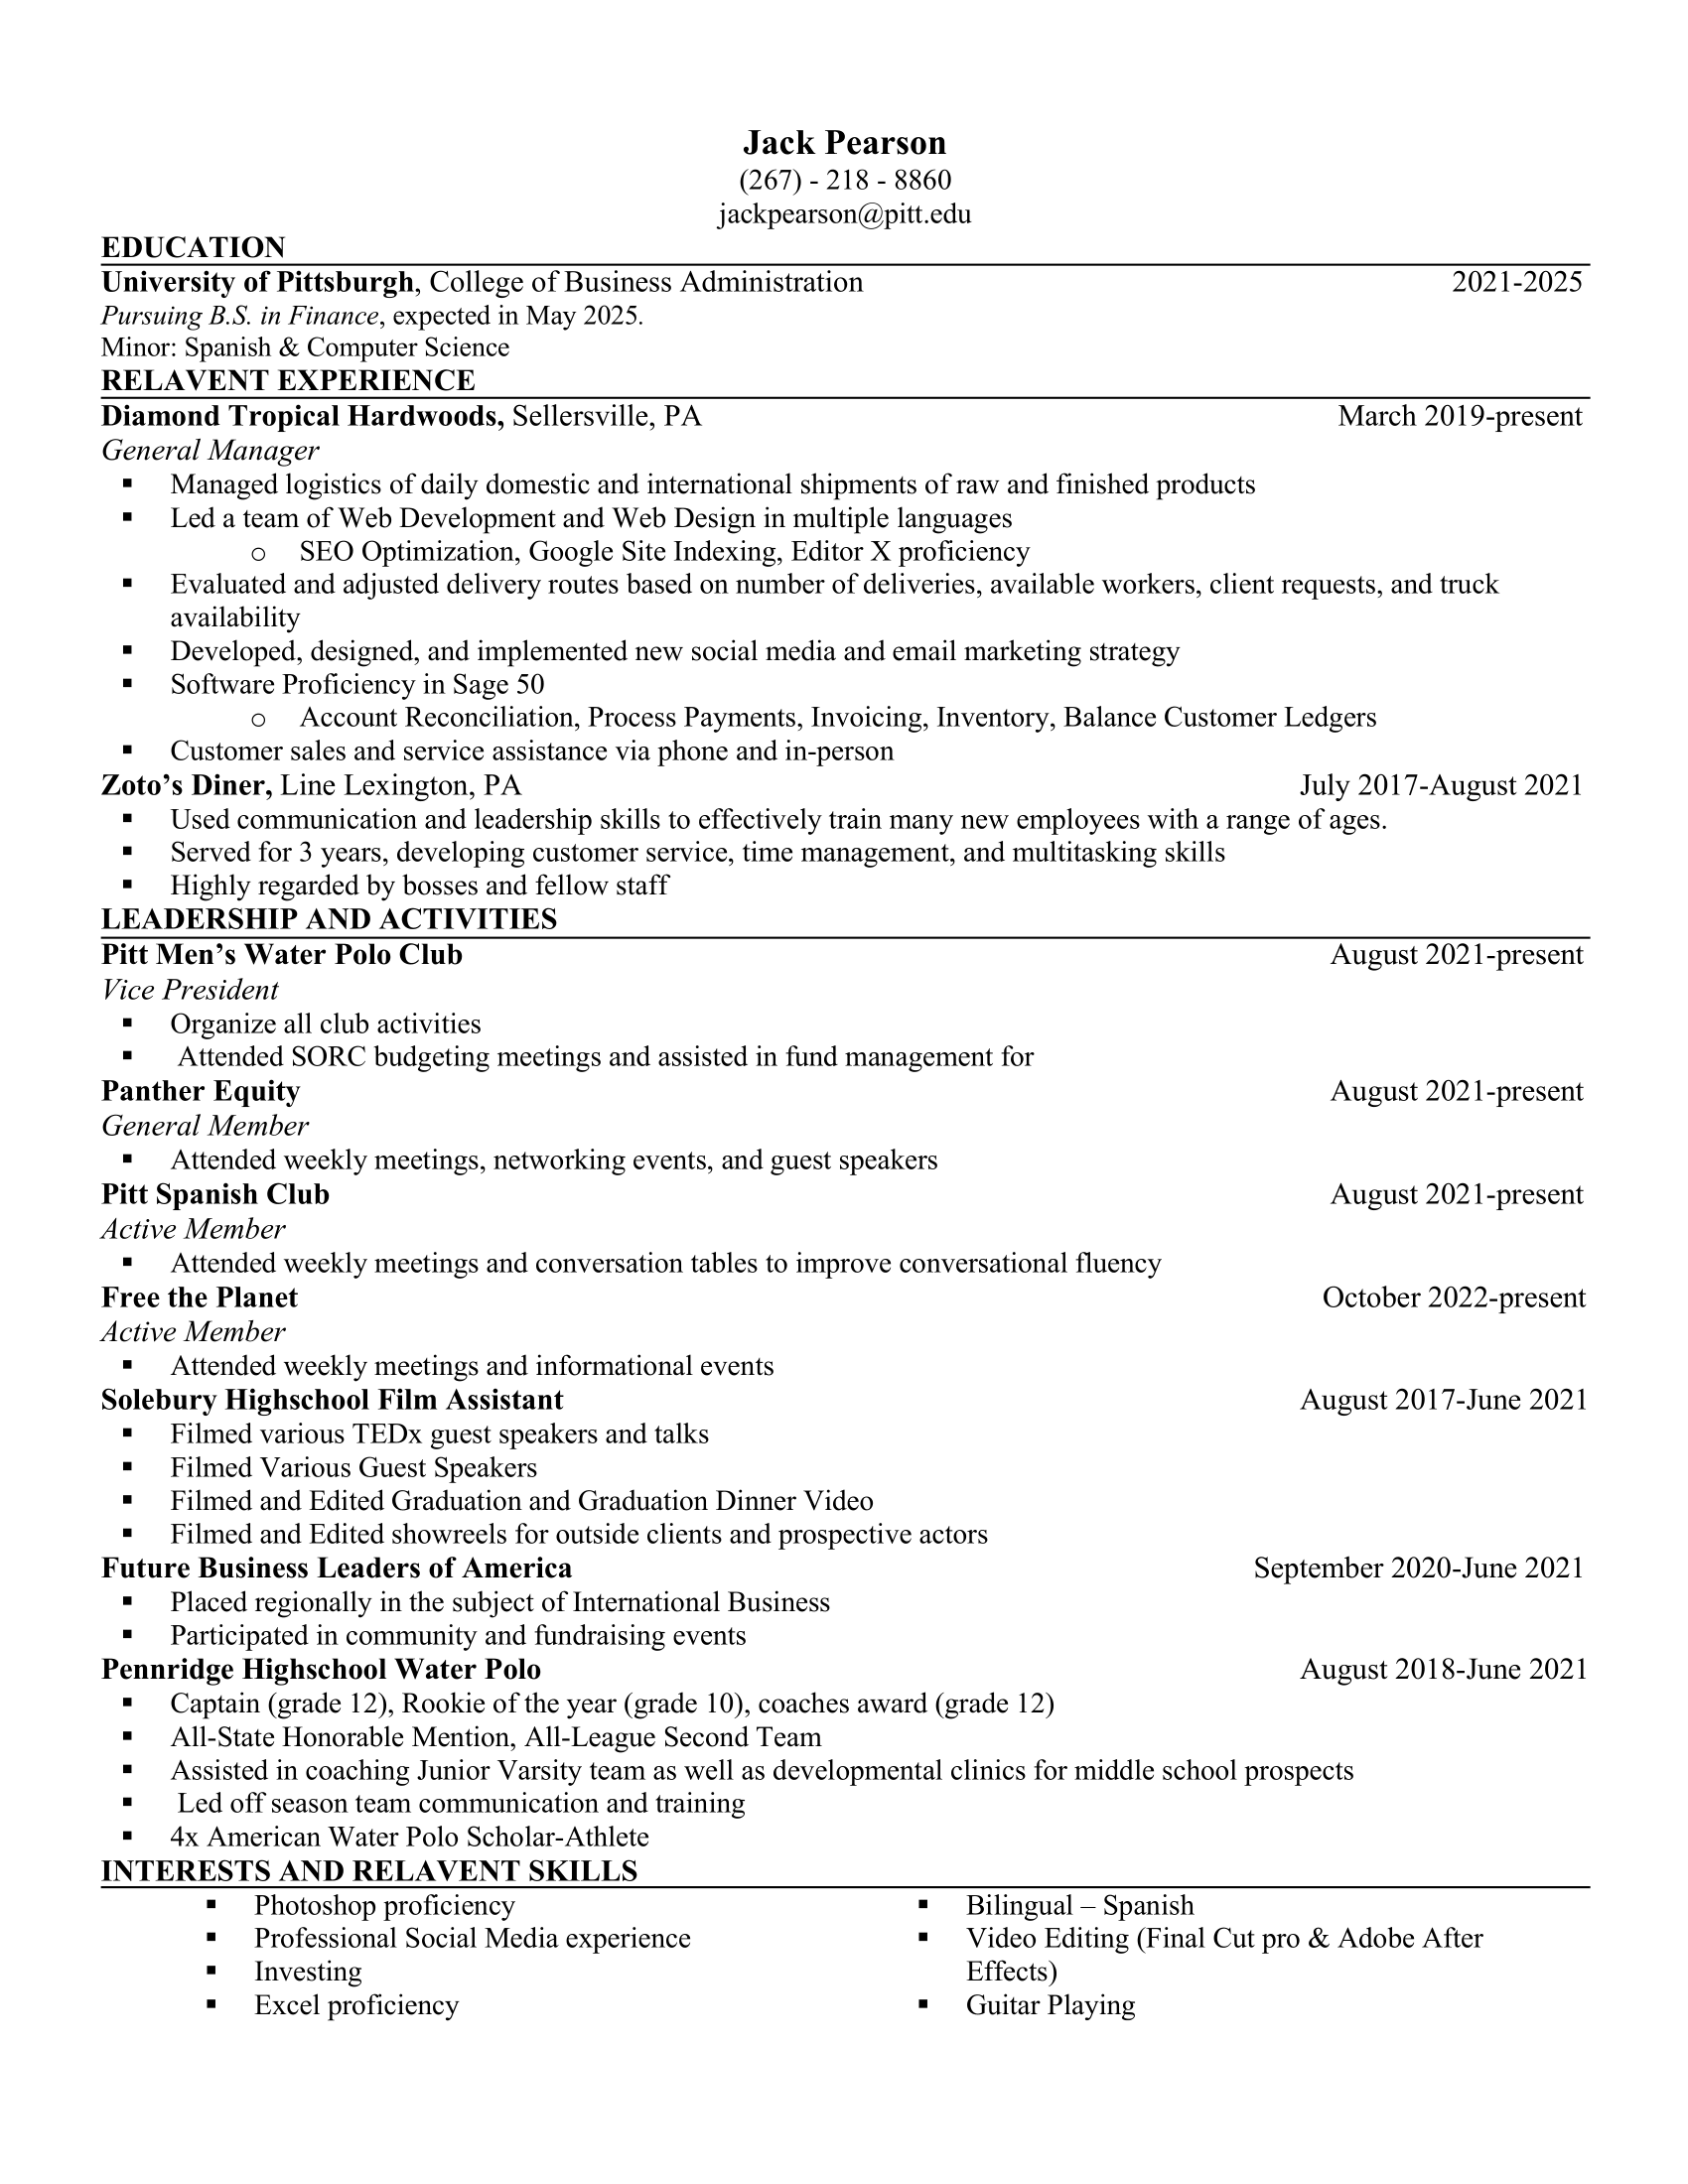 Jack Pearson
(267) - 218 - 8860
jackpearson@pitt.edu
EDUCATION
University of Pittsburgh, College of Business Administration 2021-2025
Pursuing B.S. in Finance, expected in May 2025.
Minor: Spanish & Computer Science
RELAVENT EXPERIENCE
Diamond Tropical Hardwoods, Sellersville, PA March 2019-present
General Manager
▪ Managed logistics of daily domestic and international shipments of raw and finished products
▪ Led a team of Web Development and Web Design in multiple languages
o SEO Optimization, Google Site Indexing, Editor X proficiency
▪ Evaluated and adjusted delivery routes based on number of deliveries, available workers, client requests, and truck
availability
▪ Developed, designed, and implemented new social media and email marketing strategy
▪ Software Proficiency in Sage 50
o Account Reconciliation, Process Payments, Invoicing, Inventory, Balance Customer Ledgers
▪ Customer sales and service assistance via phone and in-person
Zoto’s Diner, Line Lexington, PA July 2017-August 2021
▪ Used communication and leadership skills to effectively train many new employees with a range of ages.
▪ Served for 3 years, developing customer service, time management, and multitasking skills
▪ Highly regarded by bosses and fellow staff
LEADERSHIP AND ACTIVITIES
Pitt Men’s Water Polo Club August 2021-present
Vice President
▪ Organize all club activities
▪ Attended SORC budgeting meetings and assisted in fund management for
Panther Equity August 2021-present
General Member
▪ Attended weekly meetings, networking events, and guest speakers
Pitt Spanish Club August 2021-present
Active Member
▪ Attended weekly meetings and conversation tables to improve conversational fluency
Free the Planet October 2022-present
Active Member
▪ Attended weekly meetings and informational events
Solebury Highschool Film Assistant August 2017-June 2021
▪ Filmed various TEDx guest speakers and talks
▪ Filmed Various Guest Speakers
▪ Filmed and Edited Graduation and Graduation Dinner Video
▪ Filmed and Edited showreels for outside clients and prospective actors
Future Business Leaders of America September 2020-June 2021
▪ Placed regionally in the subject of International Business
▪ Participated in community and fundraising events
Pennridge Highschool Water Polo August 2018-June 2021
▪ Captain (grade 12), Rookie of the year (grade 10), coaches award (grade 12)
▪ All-State Honorable Mention, All-League Second Team
▪ Assisted in coaching Junior Varsity team as well as developmental clinics for middle school prospects
▪ Led off season team communication and training
▪ 4x American Water Polo Scholar-Athlete
INTERESTS AND RELAVENT SKILLS
▪ Photoshop proficiency
▪ Professional Social Media experience
▪ Investing
▪ Excel proficiency
▪ Bilingual – Spanish
▪ Video Editing (Final Cut pro & Adobe After
Effects)
▪ Guitar Playing